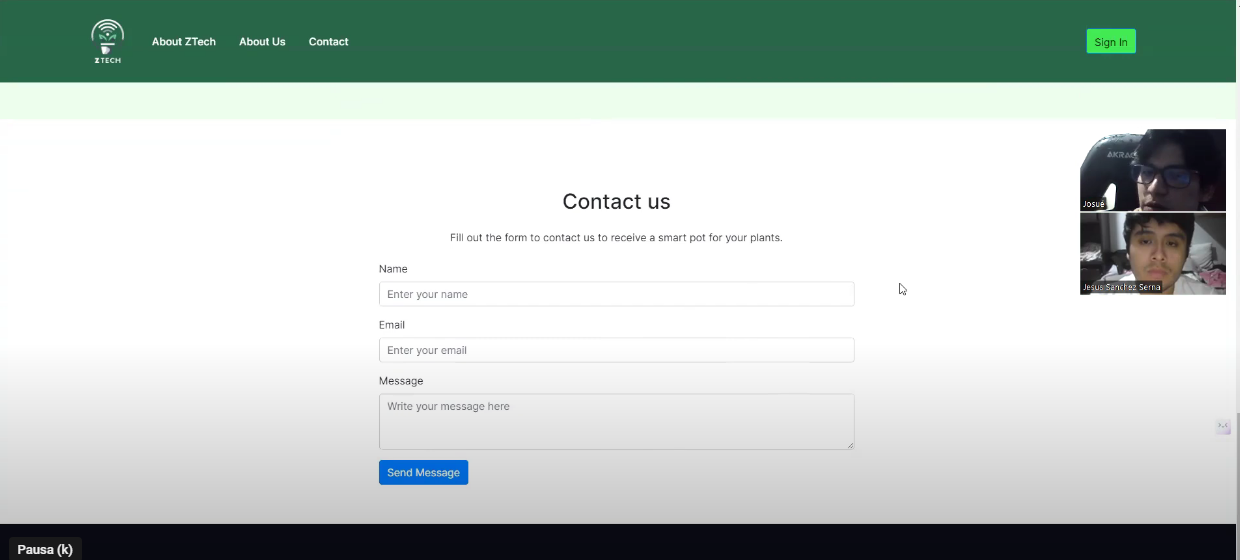 ZTECH
About ZTech
About Us
Contact
Sign In
AKRAC
Josué
Jesus Sanchez Serna
Contact us
Fill out the form to contact us to receive a smart pot for your plants.
Name
Enter your name
Email
Enter your email
Message
Write your message here
Send Message
Pausa (k)